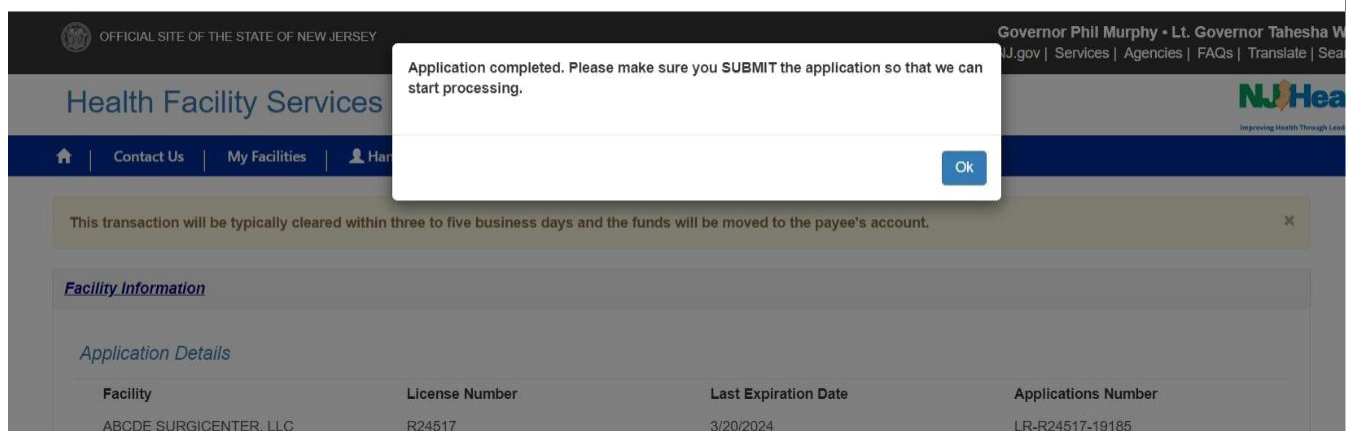 OFFICIAL SITE OF THE STATE OF NEW JERSEY
Governor Phil Murphy • Lt. Governor Tahesha
NJ.gov | Services | Agencies | FAQs | Translate |
Application completed. Please make sure you SUBMIT the application so that we can
start processing.
Health Facility Services
Improving Health Through
Contact Us | My Facilities |
Ok
This transaction will be typically cleared within three to five business days and the funds will be moved to the payee's account. ×
Facility Information
Application Details
Facility License Number Last Expiration Date Applications Number
ABCDE SURGICENTER, LLC R24517 3/20/2024 LR-R24517-19185